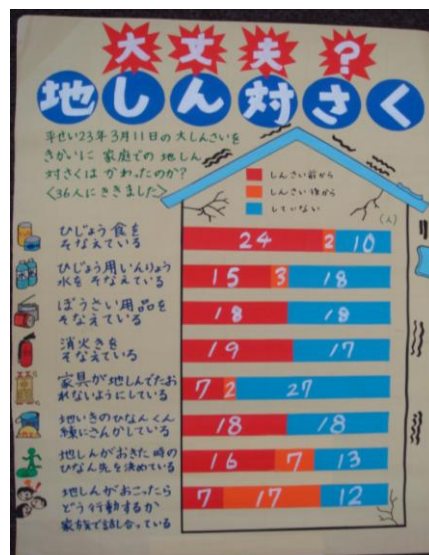 大丈夫?
地しん対さく
平せい23年3月11日の大しんさいを
きかいに 家庭での 地しん
対さくは かわったのか?
<36人にききました>
しんさい前から
しんさい後から
していない
(人)
ひじょう食を
そなえている
24 2 10
ひじょう用いんりょう
水を そなえている
15 3 18
ぼうさい用品を
そなえている
18 18
消火きを
そなえている
19 17
家具が地しんでたお
れないようにしている
7 2 27
地いきのひなんくん
練にさんかしている
18 18
地しんがおきた時の
ひなん先を決めている
16 7 13
地しんがおこったら
どう行動するか
家族で話し合っている
7 17 12